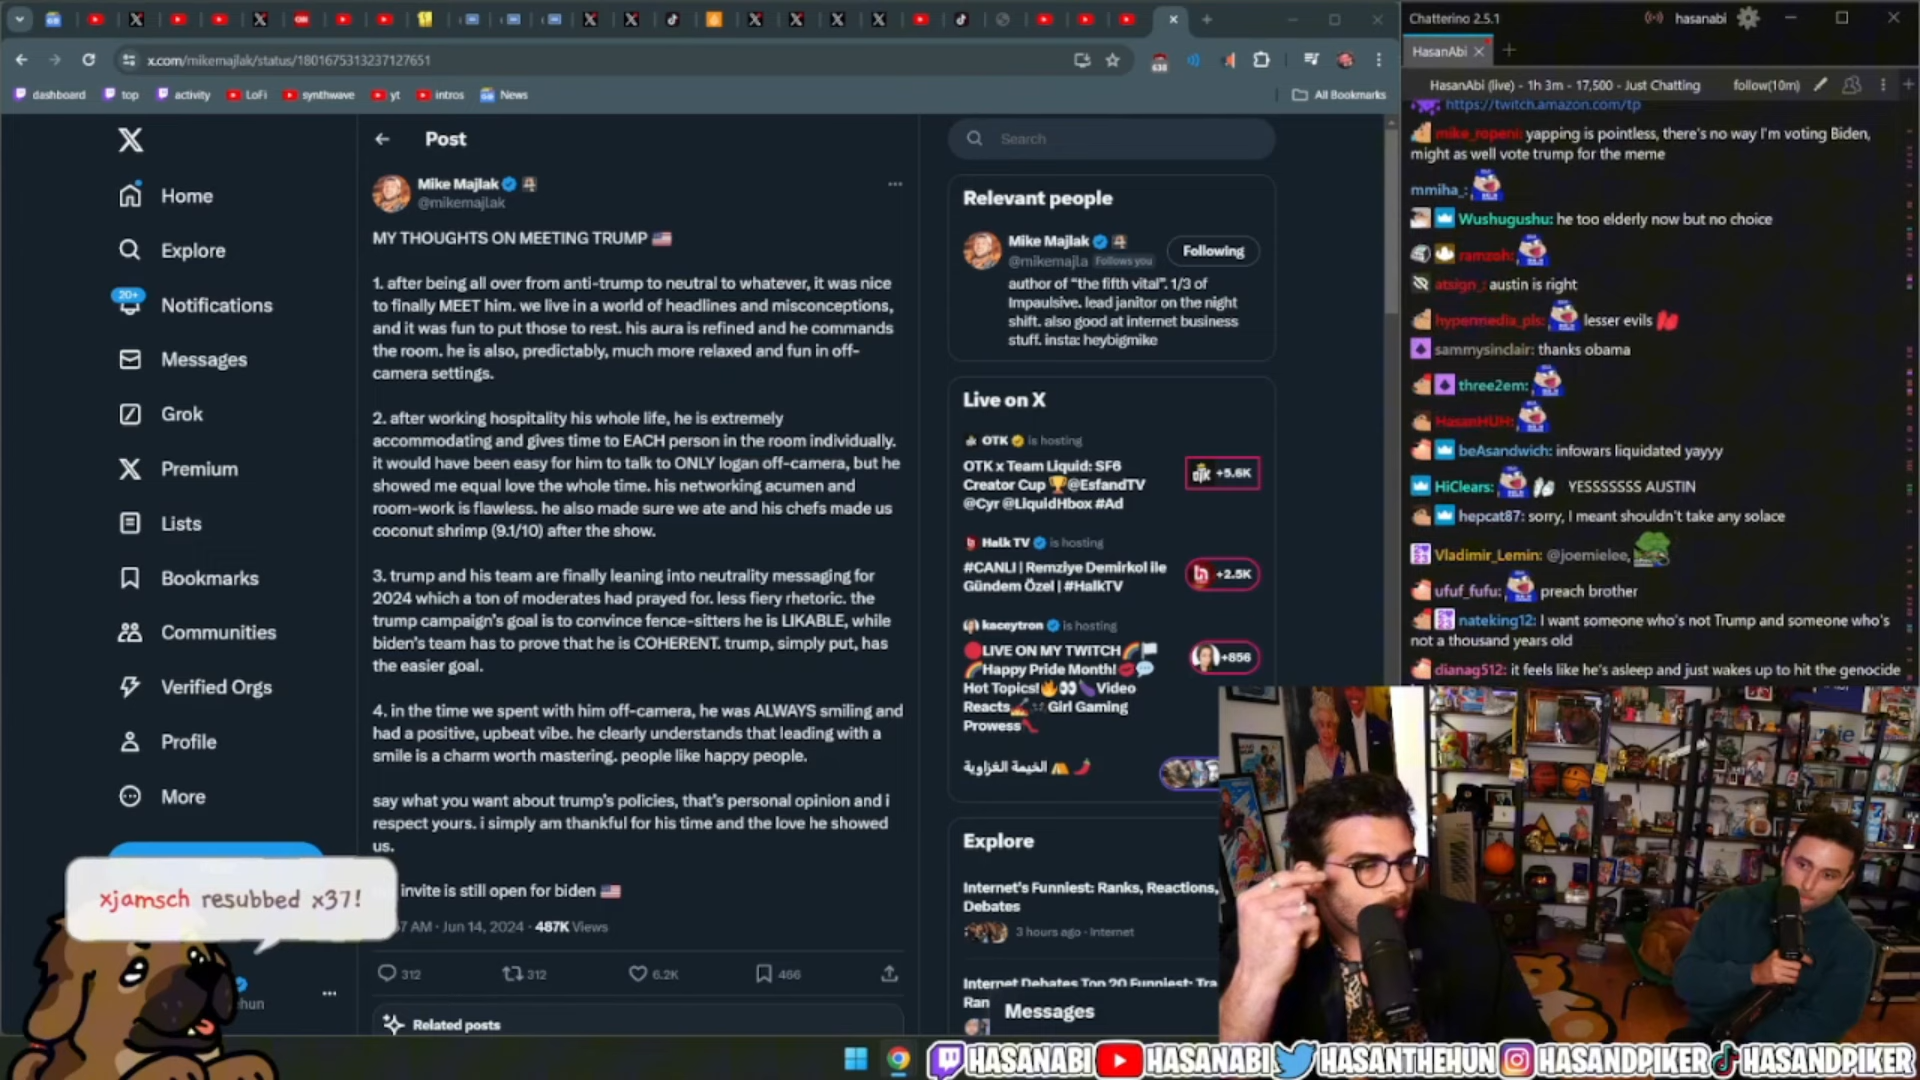 x.com/mikemajlak/status/1801675313237127651
dashboard top activity LoFi synthwave yt intros News
All Bookmarks
Post
Home
Explore
20+
Notifications
Messages
Grok
Premium
Lists
Bookmarks
Communities
Verified Orgs
Profile
More
Mike Majlak
@mikemajlak
MY THOUGHTS ON MEETING TRUMP 🇺🇸
1. after being all over from anti-trump to neutral to whatever, it was nice
to finally MEET him. we live in a world of headlines and misconceptions,
and it was fun to put those to rest. his aura is refined and he commands
the room. he is also, predictably, much more relaxed and fun in off-
camera settings.
2. after working hospitality his whole life, he is extremely
accommodating and gives time to EACH person in the room individually.
it would have been easy for him to talk to ONLY logan off-camera, but he
showed me equal love the whole time. his networking acumen and
room-work is flawless. he also made sure we ate and his chefs made us
coconut shrimp (9.1/10) after the show.
3. trump and his team are finally leaning into neutrality messaging for
2024 which a ton of moderates had prayed for. less fiery rhetoric. the
trump campaign's goal is to convince fence-sitters he is LIKABLE, while
biden's team has to prove that he is COHERENT. trump, simply put, has
the easier goal.
4. in the time we spent with him off-camera, he was ALWAYS smiling and
had a positive, upbeat vibe. he clearly understands that leading with a
smile is a charm worth mastering. people like happy people.
say what you want about trump's policies, that's personal opinion and i
respect yours. i simply am thankful for his time and the love he showed
us.
invite is still open for biden 🇺🇸
7 AM · Jun 14, 2024 · 487K Views
312 312 6.2K 466
Related posts
xjamsch resubbed x37!
hun
Search
Relevant people
Mike Majlak
Following
@mikemajla Follows you
author of "the fifth vital". 1/3 of
Impaulsive. lead janitor on the night
shift. also good at internet business
stuff. insta: heybigmike
Live on X
OTK is hosting
OTK x Team Liquid: SF6
Creator Cup 🏆@EsfandTV
@Cyr @LiquidHbox #Ad
+5.6K
Halk TV is hosting
#CANLI | Remziye Demirkol ile
Gündem Özel | #HalkTV
+2.5K
kaceytron is hosting
🔴LIVE ON MY TWITCH🌈🏳️
🌈Happy Pride Month!💋💬
Hot Topics!🔥👀🍆Video
Reacts Girl Gaming
Prowess
+856
الخيمة الغزاوية
Explore
Internet's Funniest: Ranks, Reactions,
Debates
3 hours ago · Internet
Internet Debates Top 20 Funniest: Tra
Ran
Messages
Chatterino 2.5.1
hasanabi
HasanAbi
HasanAbi (live) - 1h 3m - 17,500 - Just Chatting
follow(10m)
https://twitch.amazon.com/tp
mike_ropeni: yapping is pointless, there's no way I'm voting Biden,
might as well vote trump for the meme
mmiha_:
Wushugushu: he too elderly now but no choice
ramzoh:
atsign_: austin is right
hypermedia_pls: lesser evils
sammysinclair: thanks obama
three2em:
HasanHUH:
beAsandwich: infowars liquidated yayyy
HiClears: YESSSSSSS AUSTIN
hepcat87: sorry, I meant shouldn't take any solace
Vladimir_Lemin: @joemielee,
ufuf_fufu: preach brother
nateking12: I want someone who's not Trump and someone who's
not a thousand years old
dianag512: it feels like he's asleep and just wakes up to hit the genocide
HASANABI HASANABI HASANTHEHUN HASANDPIKER HASANDPIKER